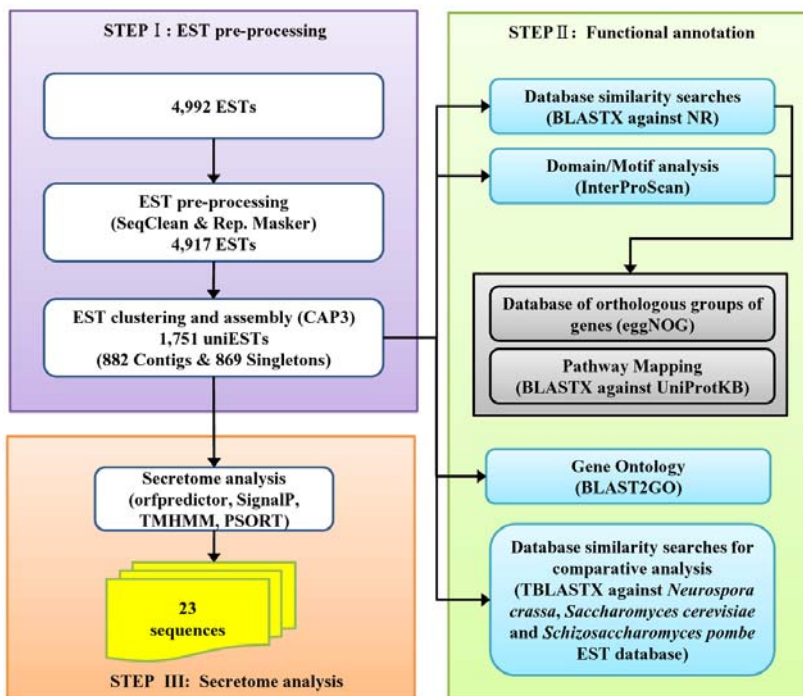 STEP Ⅰ: EST pre-processing
4,992 ESTs
EST pre-processing
(SeqClean & Rep. Masker)
4,917 ESTs
EST clustering and assembly (CAP3)
1,751 uniESTs
(882 Contigs & 869 Singletons)
Secretome analysis
(orfpredictor, SignalP,
TMHMM, PSORT)
23
sequences
STEP III: Secretome analysis
STEP Ⅱ: Functional annotation
Database similarity searches
(BLASTX against NR)
Domain/Motif analysis
(InterProScan)
Database of orthologous groups of
genes (eggNOG)
Pathway Mapping
(BLASTX against UniProtKB)
Gene Ontology
(BLAST2GO)
Database similarity searches for
comparative analysis
(TBLASTX against Neurospora
crassa, Saccharomyces cerevisiae
and Schizosaccharomyces pombe
EST database)